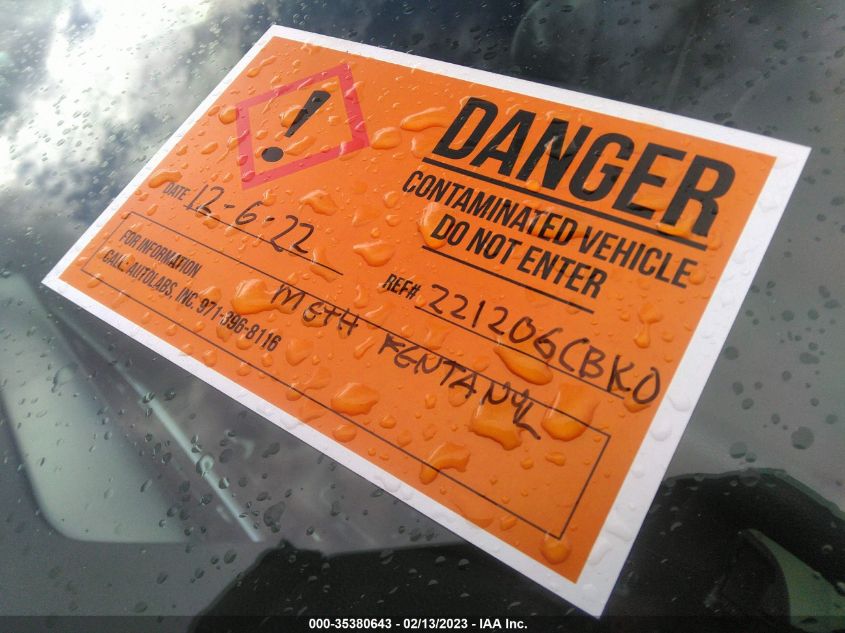 !
DANGER
CONTAMINATED VEHICLE
DO NOT ENTER
DATE 12-6-22
REF# 221206CBKO
FOR INFORMATION
CALL: AUTOLABS, INC. 971-396-8116
METH FENTANYL
000-35380643 - 02/13/2023 - IAA Inc.